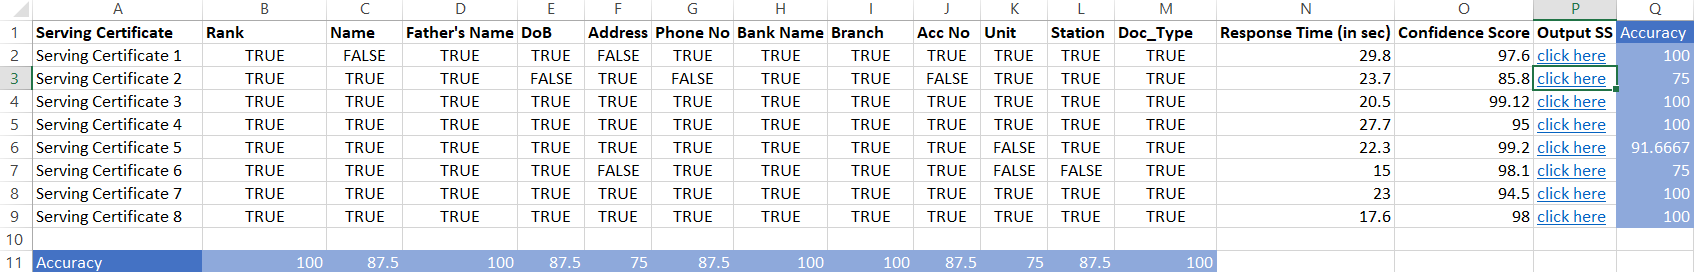 A B C D E F G H I J K L M N O P Q
1 Serving Certificate Rank Name Father's Name DoB Address Phone No Bank Name Branch Acc No Unit Station Doc_Type Response Time (in sec) Confidence Score Output SS Accuracy
2 Serving Certificate 1 TRUE FALSE TRUE TRUE FALSE TRUE TRUE TRUE TRUE TRUE TRUE TRUE 29.8 97.6 click here 100
3 Serving Certificate 2 TRUE TRUE TRUE FALSE TRUE FALSE TRUE TRUE FALSE TRUE TRUE TRUE 23.7 85.8 click here 75
4 Serving Certificate 3 TRUE TRUE TRUE TRUE TRUE TRUE TRUE TRUE TRUE TRUE TRUE TRUE 20.5 99.12 click here 100
5 Serving Certificate 4 TRUE TRUE TRUE TRUE TRUE TRUE TRUE TRUE TRUE TRUE TRUE TRUE 27.7 95 click here 100
6 Serving Certificate 5 TRUE TRUE TRUE TRUE TRUE TRUE TRUE TRUE TRUE FALSE TRUE TRUE 22.3 99.2 click here 91.6667
7 Serving Certificate 6 TRUE TRUE TRUE TRUE FALSE TRUE TRUE TRUE TRUE FALSE FALSE TRUE 15 98.1 click here 75
8 Serving Certificate 7 TRUE TRUE TRUE TRUE TRUE TRUE TRUE TRUE TRUE TRUE TRUE TRUE 23 94.5 click here 100
9 Serving Certificate 8 TRUE TRUE TRUE TRUE TRUE TRUE TRUE TRUE TRUE TRUE TRUE TRUE 17.6 98 click here 100
10
11 Accuracy 100 87.5 100 87.5 75 87.5 100 100 87.5 75 87.5 100